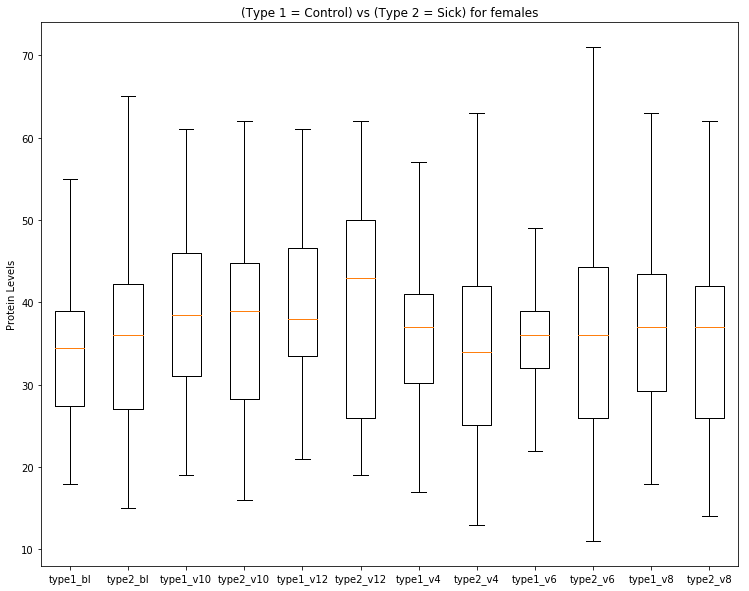 (Type 1 = Control) vs (Type 2 = Sick) for females
Protein Levels
70
60
50
40
30
20
10
type1_bl type2_bl type1_v10 type2_v10 type1_v12 type2_v12 type1_v4 type2_v4 type1_v6 type2_v6 type1_v8 type2_v8